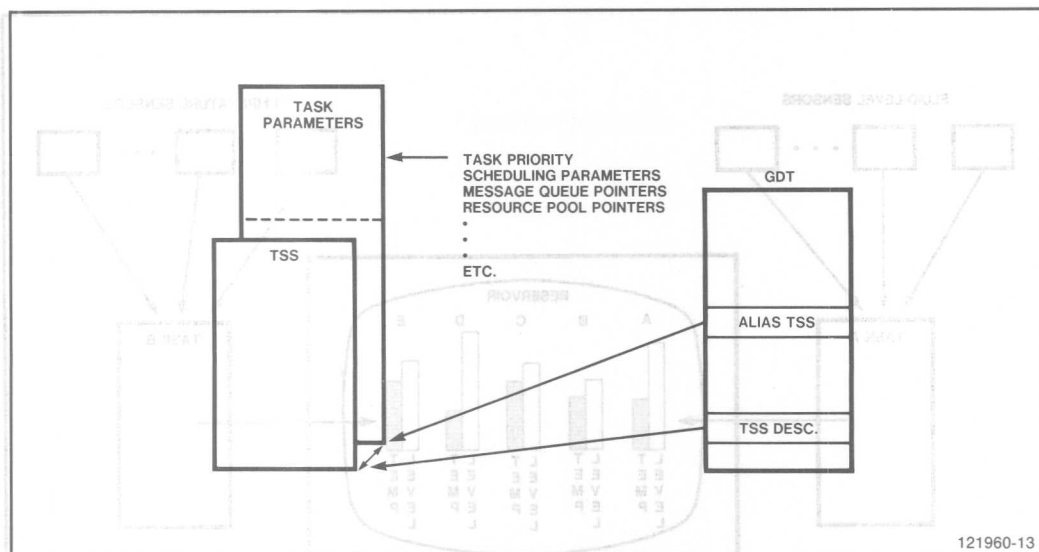 TASK
PARAMETERS
TASK PRIORITY
SCHEDULING PARAMETERS
MESSAGE QUEUE POINTERS
RESOURCE POOL POINTERS
.
.
.
ETC.
TSS
GDT
ALIAS TSS
TSS DESC.
121960-13